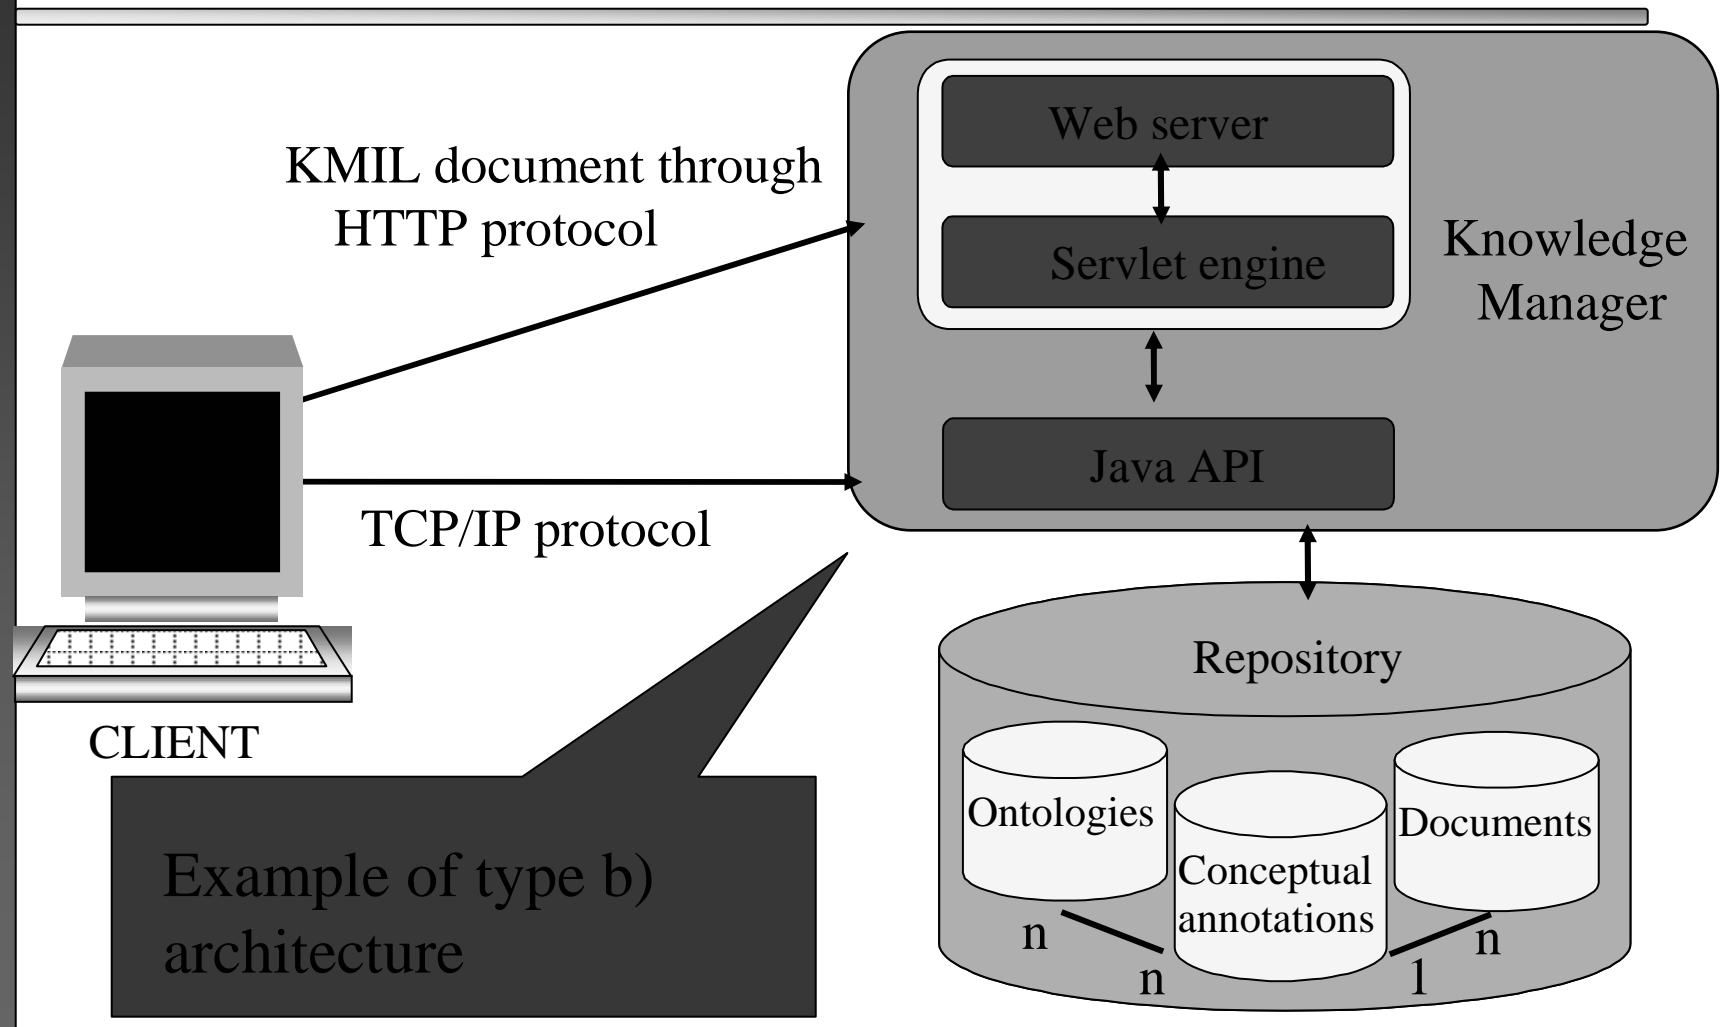 Web server
KMIL document through
HTTP protocol
Servlet engine
Knowledge
Manager
Java API
TCP/IP protocol
Repository
CLIENT
Ontologies
Documents
Conceptual
annotations
Example of type b)
architecture
n
n
n
1